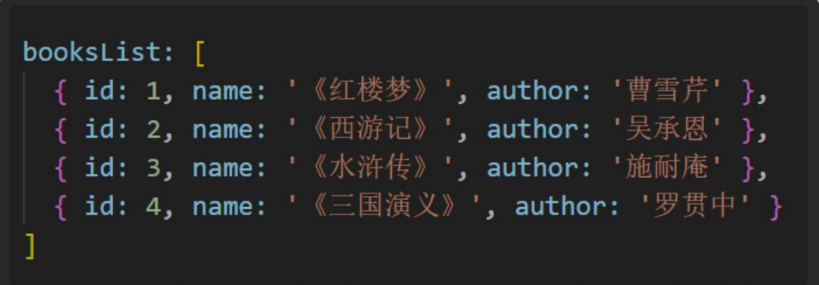 booksList: [
{ id: 1, name: '《红楼梦》', author: '曹雪芹' },
{ id: 2, name: '《西游记》', author: '吴承恩' },
{ id: 3, name: '《水浒传》', author: '施耐庵' },
{ id: 4, name: '《三国演义》', author: '罗贯中' }
]